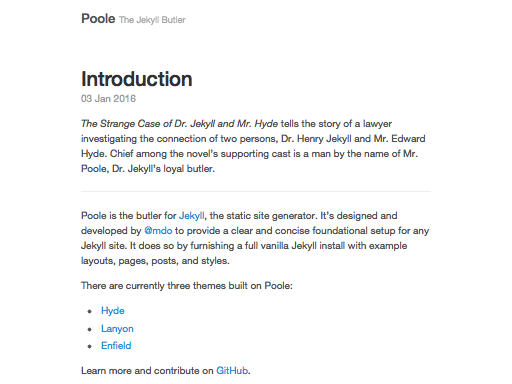 Poole The Jekyll Butler
Introduction
03 Jan 2016
The Strange Case of Dr. Jekyll and Mr. Hyde tells the story of a lawyer
investigating the connection of two persons, Dr. Henry Jekyll and Mr. Edward
Hyde. Chief among the novel’s supporting cast is a man by the name of Mr.
Poole, Dr. Jekyll’s loyal butler.
Poole is the butler for Jekyll, the static site generator. It’s designed and
developed by @mdo to provide a clear and concise foundational setup for any
Jekyll site. It does so by furnishing a full vanilla Jekyll install with example
layouts, pages, posts, and styles.
There are currently three themes built on Poole:
• Hyde
• Lanyon
• Enfield
Learn more and contribute on GitHub.